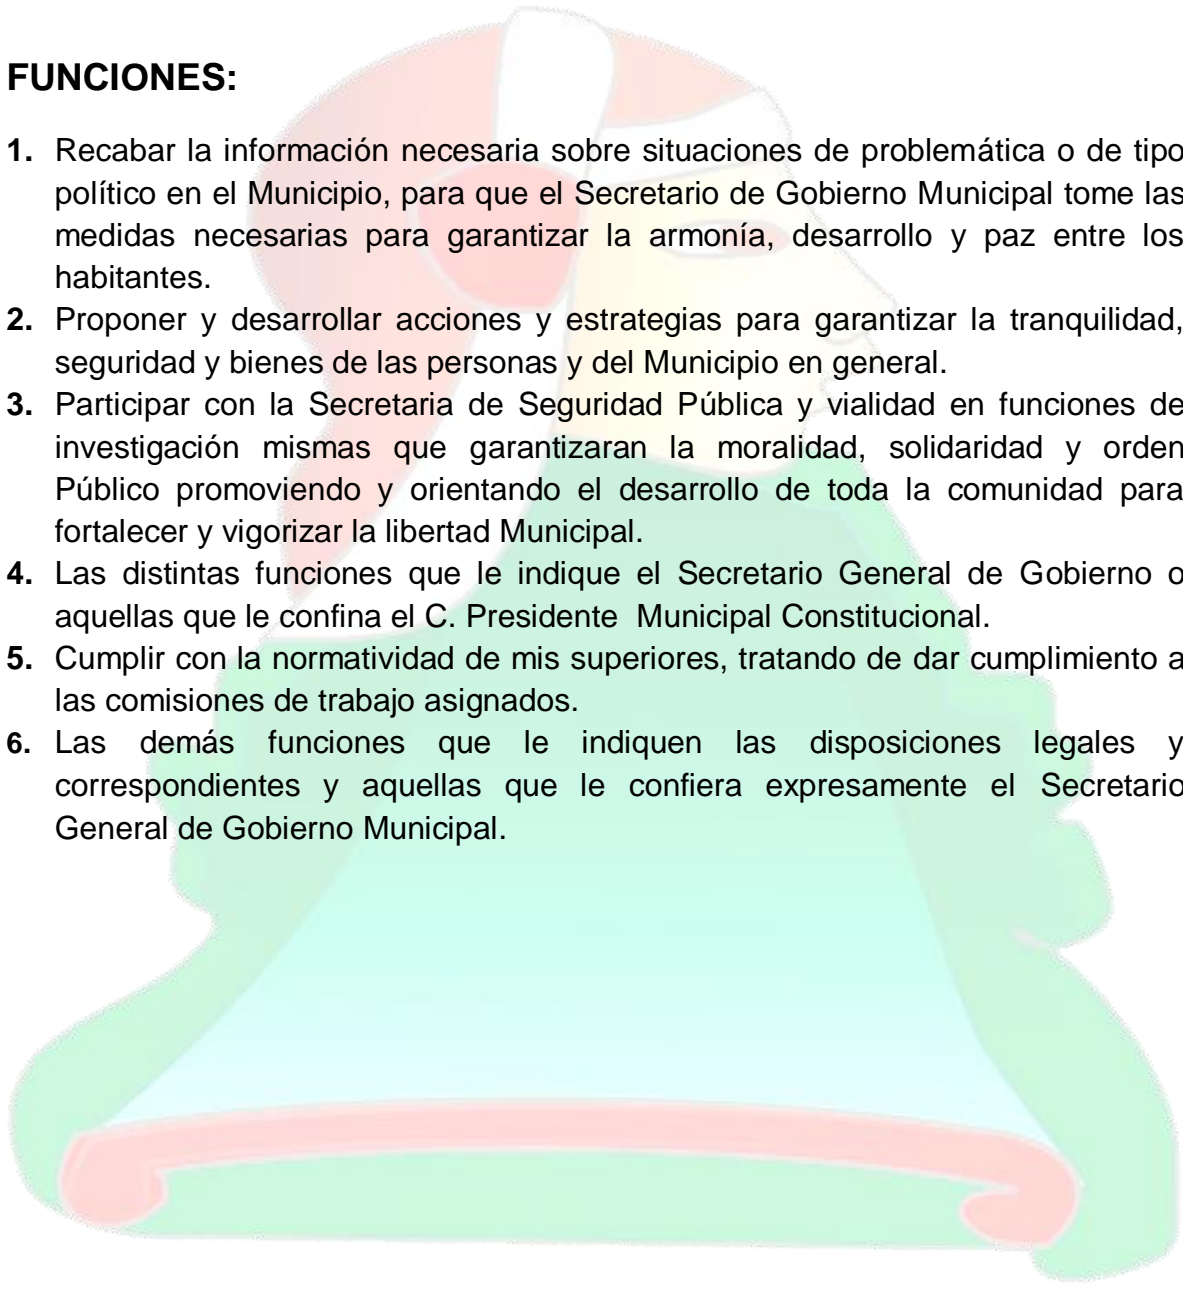 FUNCIONES:
1. Recabar la información necesaria sobre situaciones de problemática o de tipo
político en el Municipio, para que el Secretario de Gobierno Municipal tome las
medidas necesarias para garantizar la armonía, desarrollo y paz entre los
habitantes.
2. Proponer y desarrollar acciones y estrategias para garantizar la tranquilidad,
seguridad y bienes de las personas y del Municipio en general.
3. Participar con la Secretaria de Seguridad Pública y vialidad en funciones de
investigación mismas que garantizaran la moralidad, solidaridad y orden
Público promoviendo y orientando el desarrollo de toda la comunidad para
fortalecer y vigorizar la libertad Municipal.
4. Las distintas funciones que le indique el Secretario General de Gobierno o
aquellas que le confina el C. Presidente  Municipal Constitucional.
5. Cumplir con la normatividad de mis superiores, tratando de dar cumplimiento a
las comisiones de trabajo asignados.
6. Las demás funciones que le indiquen las disposiciones legales y
correspondientes y aquellas que le confiera expresamente el Secretario
General de Gobierno Municipal.